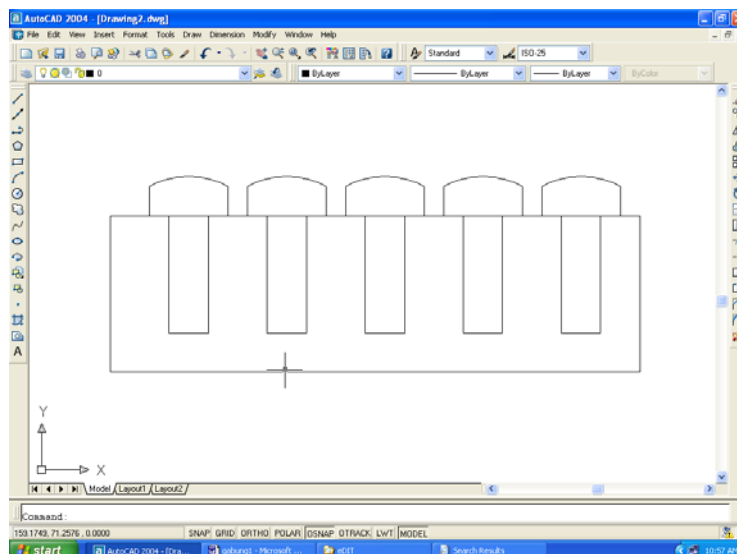 AutoCAD 2004 - [Drawing2.dwg]
File Edit View Insert Format Tools Draw Dimension Modify Window Help
Standard ISO-25
0 ByLayer ByLayer ByLayer ByColor
A
Y
X
Model Layout1 Layout2
Command:
159.1749, 71.2576 , 0.0000 SNAP GRID ORTHO POLAR OSNAP OTRACK LWT MODEL
start AutoCAD 2004 - [Dra... gabung1 - Microsoft ... eDIT Search Results 10:57 AM